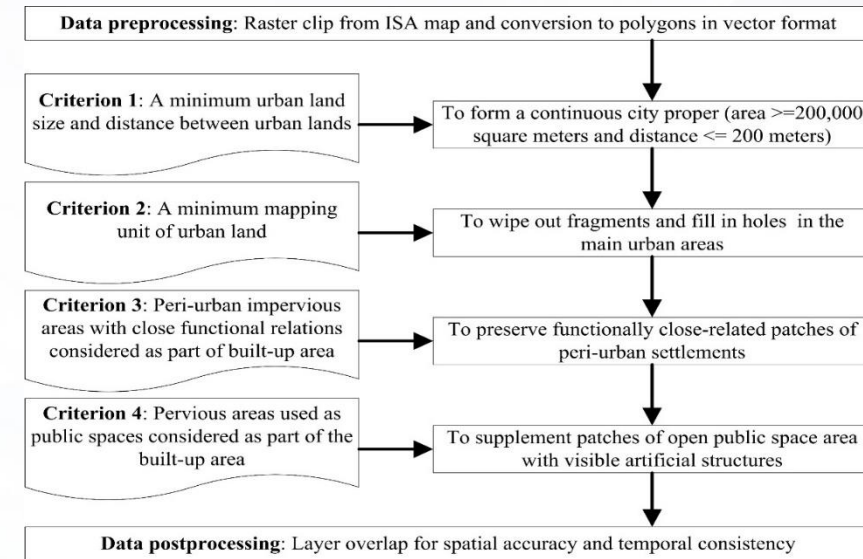 Data preprocessing: Raster clip from ISA map and conversion to polygons in vector format
Criterion 1: A minimum urban land
size and distance between urban lands
To form a continuous city proper (area >=200,000
square meters and distance <= 200 meters)
Criterion 2: A minimum mapping
unit of urban land
To wipe out fragments and fill in holes in the
main urban areas
Criterion 3: Peri-urban impervious
areas with close functional relations
considered as part of built-up area
To preserve functionally close-related patches of
peri-urban settlements
Criterion 4: Pervious areas used as
public spaces considered as part of the
built-up area
To supplement patches of open public space area
with visible artificial structures
Data postprocessing: Layer overlap for spatial accuracy and temporal consistency